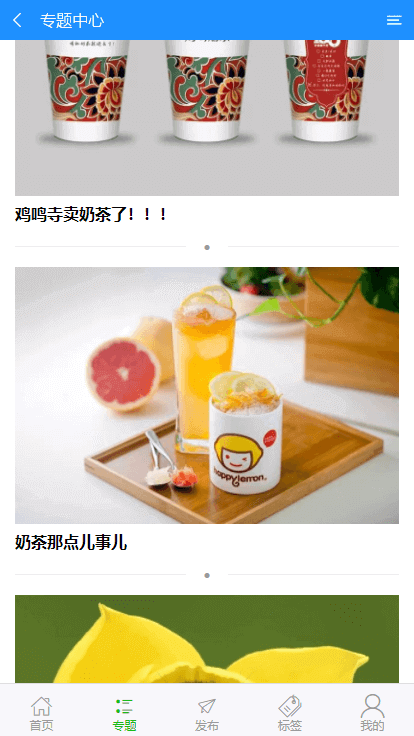 专题中心
鸡鸣寺卖奶茶了！！！
happylemon
奶茶那点儿事儿
首页
专题
发布
标签
我的